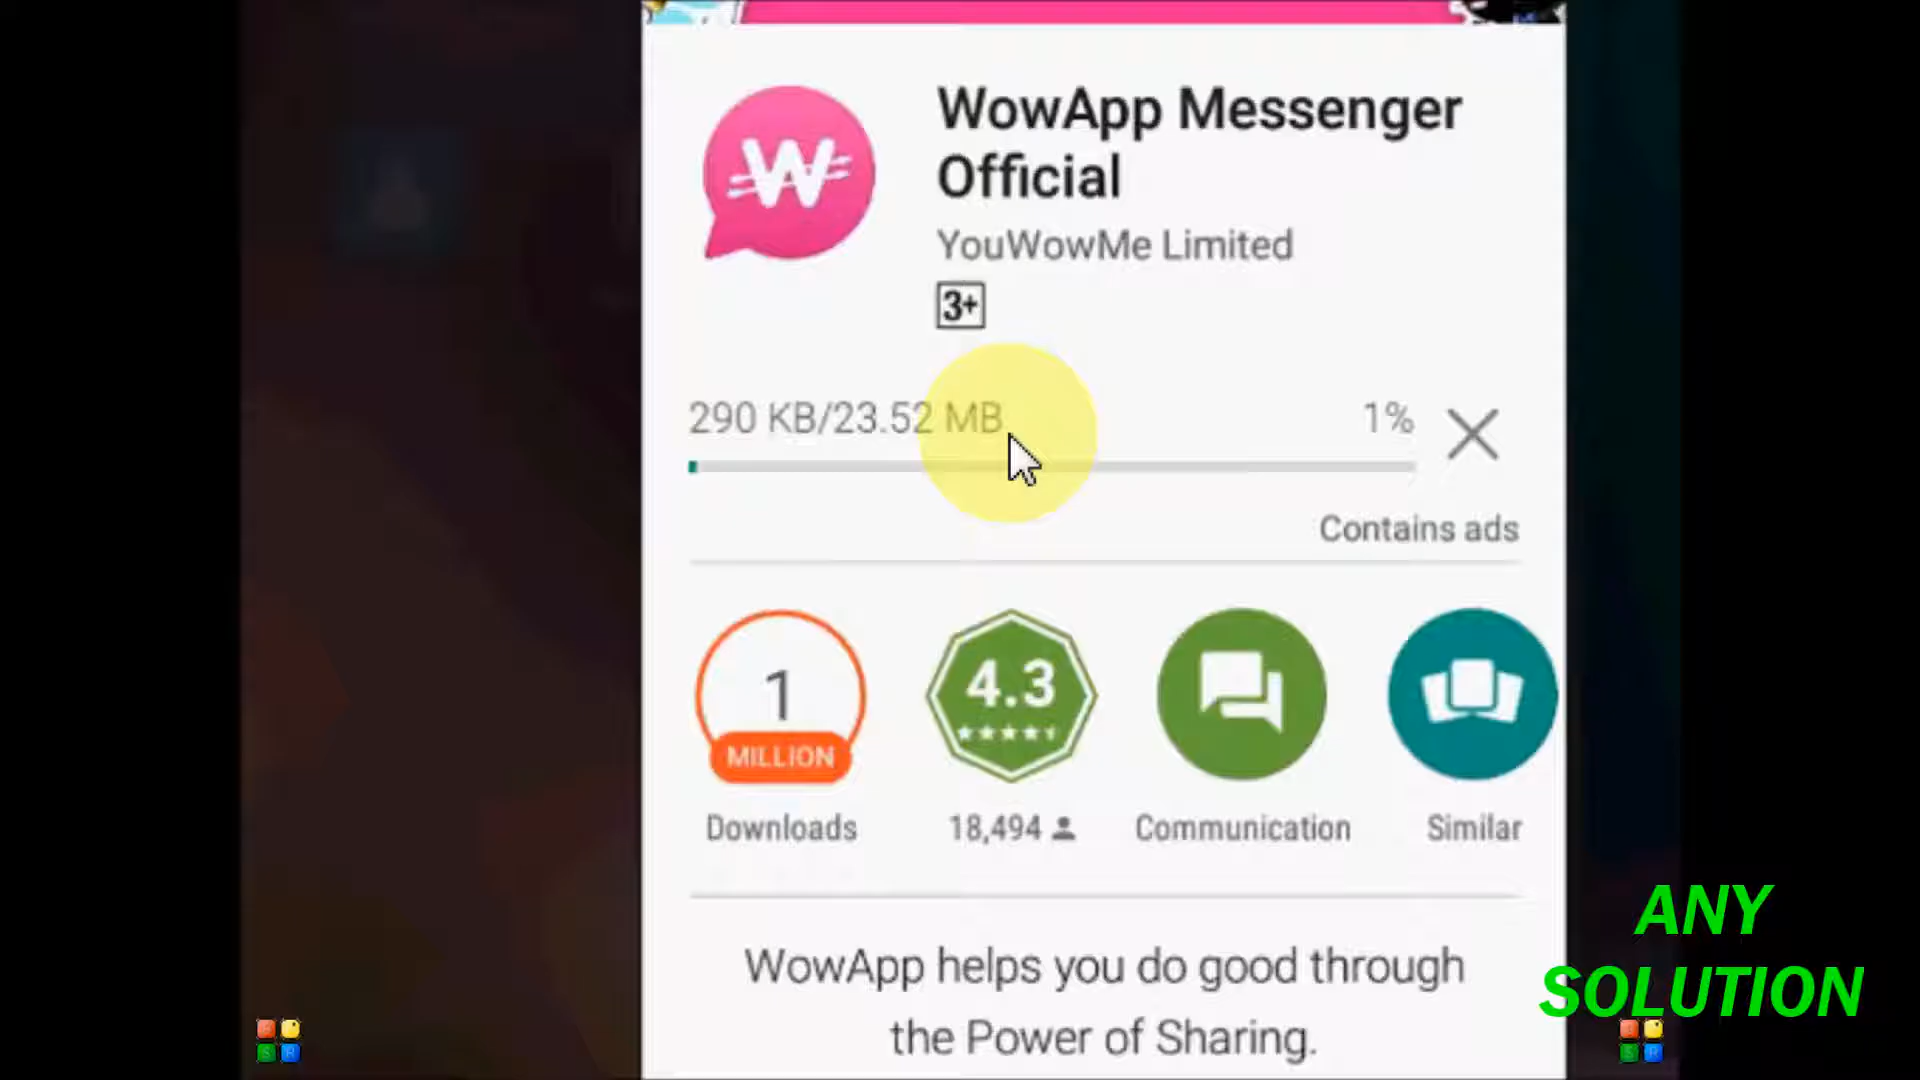 WowApp Messenger
Official
YouWowMe Limited
3+
290 KB/23.52 MB
1%
Contains ads
1
MILLION
4.3
Downloads
18,494
Communication
Similar
WowApp helps you do good through
the Power of Sharing.
ANY
SOLUTION